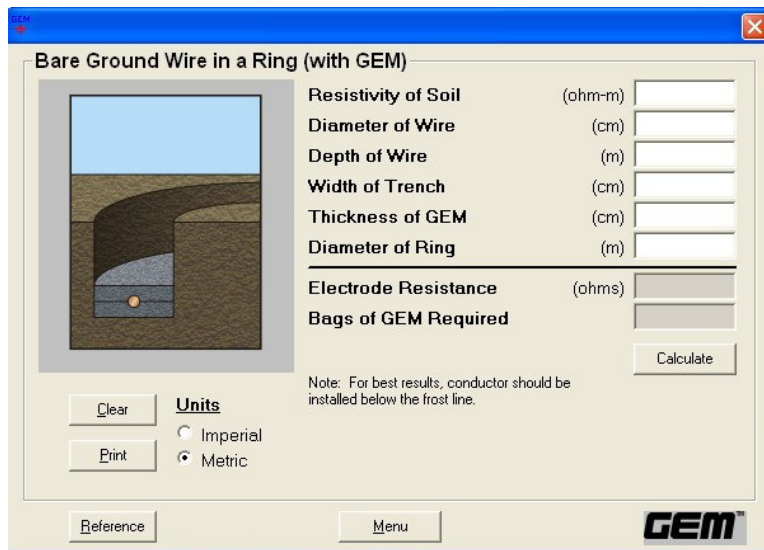 GEM
Bare Ground Wire in a Ring (with GEM)
Resistivity of Soil (ohm-m)
Diameter of Wire (cm)
Depth of Wire (m)
Width of Trench (cm)
Thickness of GEM (cm)
Diameter of Ring (m)
Electrode Resistance (ohms)
Bags of GEM Required
Calculate
Note: For best results, conductor should be
installed below the frost line.
Clear
Units
Imperial
Print
Metric
Reference
Menu
GEM™